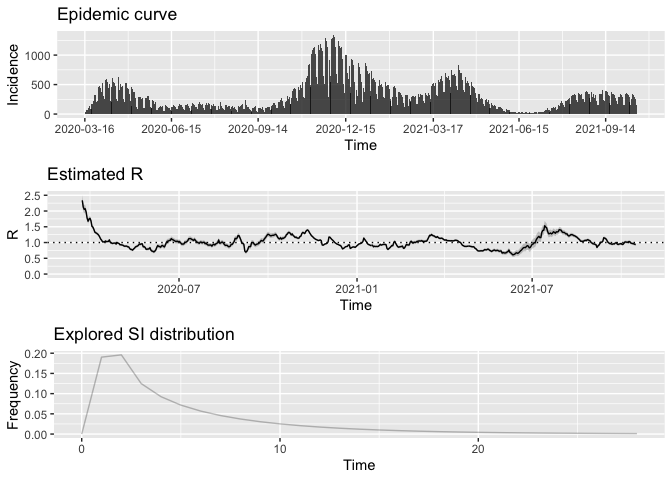 Epidemic curve
Incidence
1000
500
0
2020-03-16 2020-06-15 2020-09-14 2020-12-15 2021-03-17 2021-06-15 2021-09-14
Time
Estimated R
R
2.5
2.0
1.5
1.0
0.5
0.0
2020-07 2021-01 2021-07
Time
Explored SI distribution
Frequency
0.20
0.15
0.10
0.05
0.00
0 10 20
Time